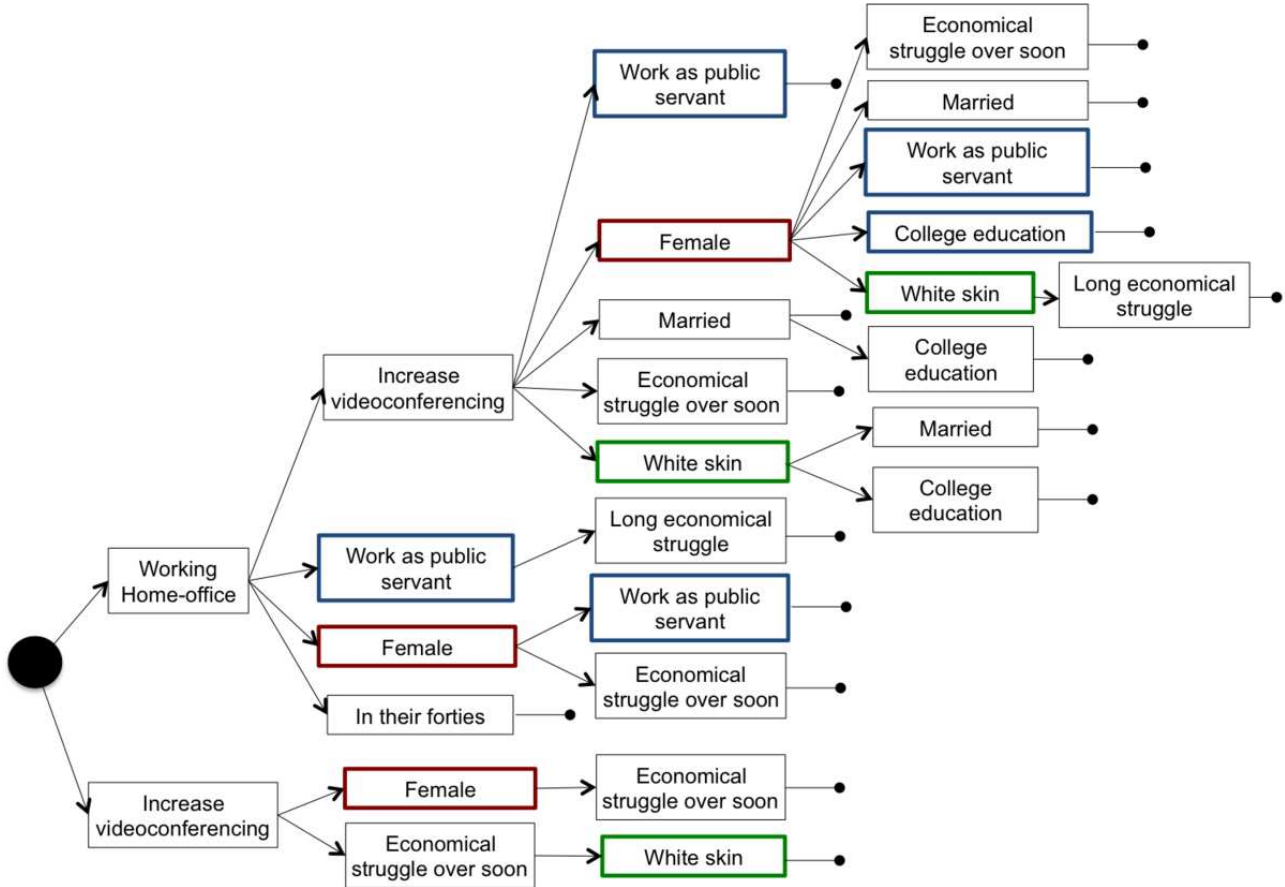 Economical
struggle over soon
Work as public
servant
Married
Work as public
servant
Female
College education
White skin
Long economical
struggle
Married
Increase
videoconferencing
College
education
Economical
struggle over soon
Married
White skin
College
education
Long economical
struggle
Working
Home-office
Work as public
servant
Work as public
servant
Female
Economical
struggle over soon
In their forties
Increase
videoconferencing
Female
Economical
struggle over soon
Economical
struggle over soon
White skin